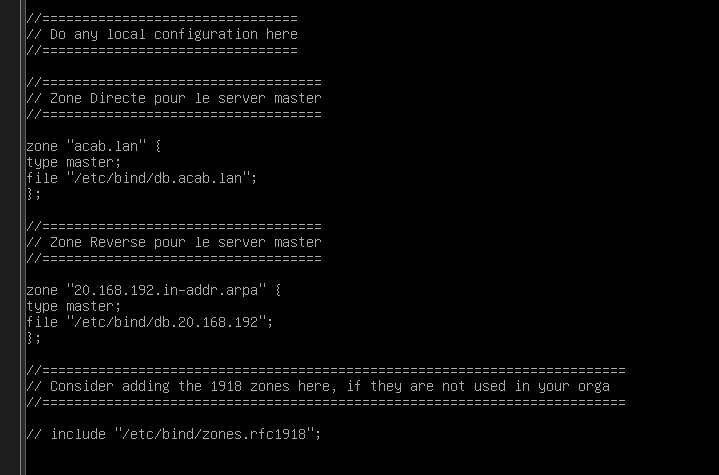 //================================
// Do any local configuration here
//================================
//===================================
// Zone Directe pour le server master
//===================================
zone "acab.lan" {
type master;
file "/etc/bind/db.acab.lan";
};
//===================================
// Zone Reverse pour le server master
//===================================
zone "20.168.192.in-addr.arpa" {
type master;
file "/etc/bind/db.20.168.192";
};
//=========================================================================
// Consider adding the 1918 zones here, if they are not used in your orga
//=========================================================================
// include "/etc/bind/zones.rfc1918";